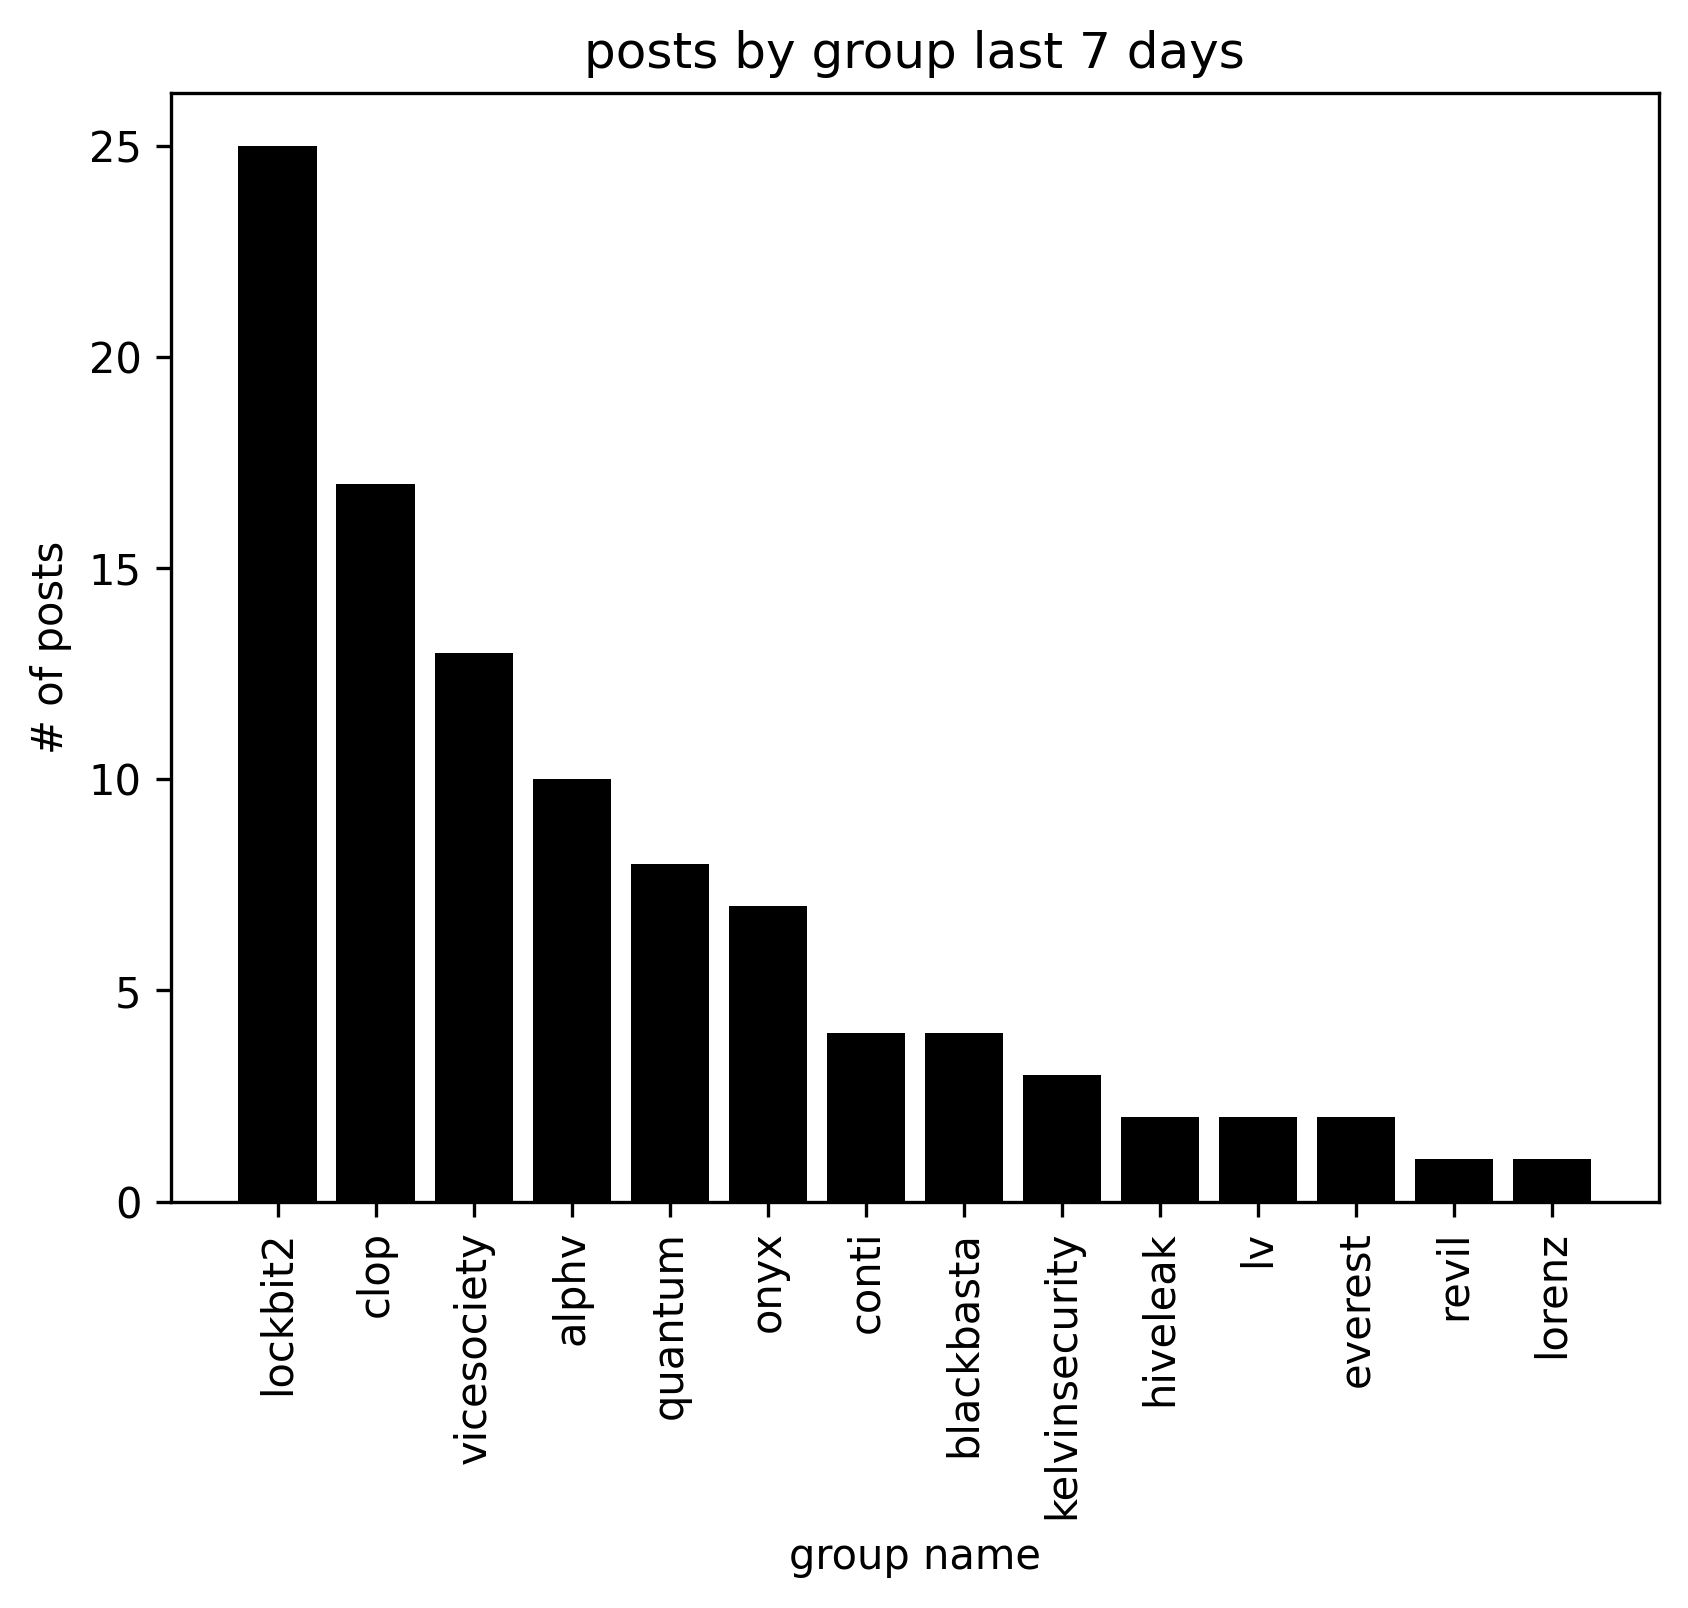 posts by group last 7 days
25
20
15
10
5
0
# of posts
lockbit2
clop
vicesociety
alphv
quantum
onyx
conti
blackbasta
kelvinsecurity
hiveleak
lv
everest
revil
lorenz
group name